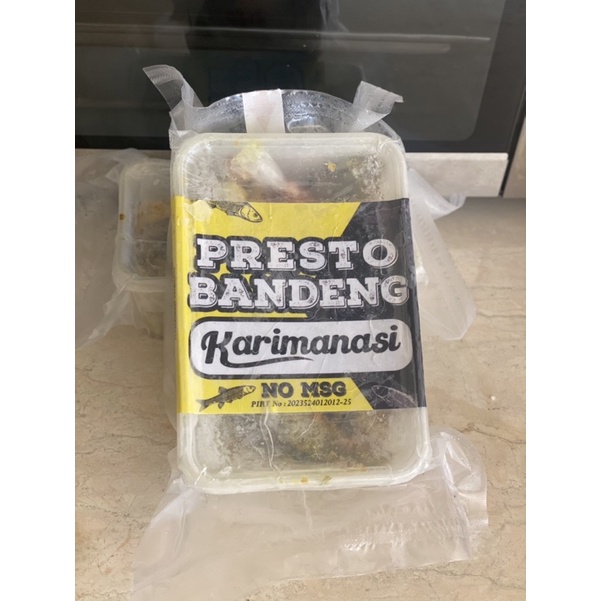 PRESTO
BANDENG
Karimanasi
NO MSG
PIRT No : 2023524012012-25